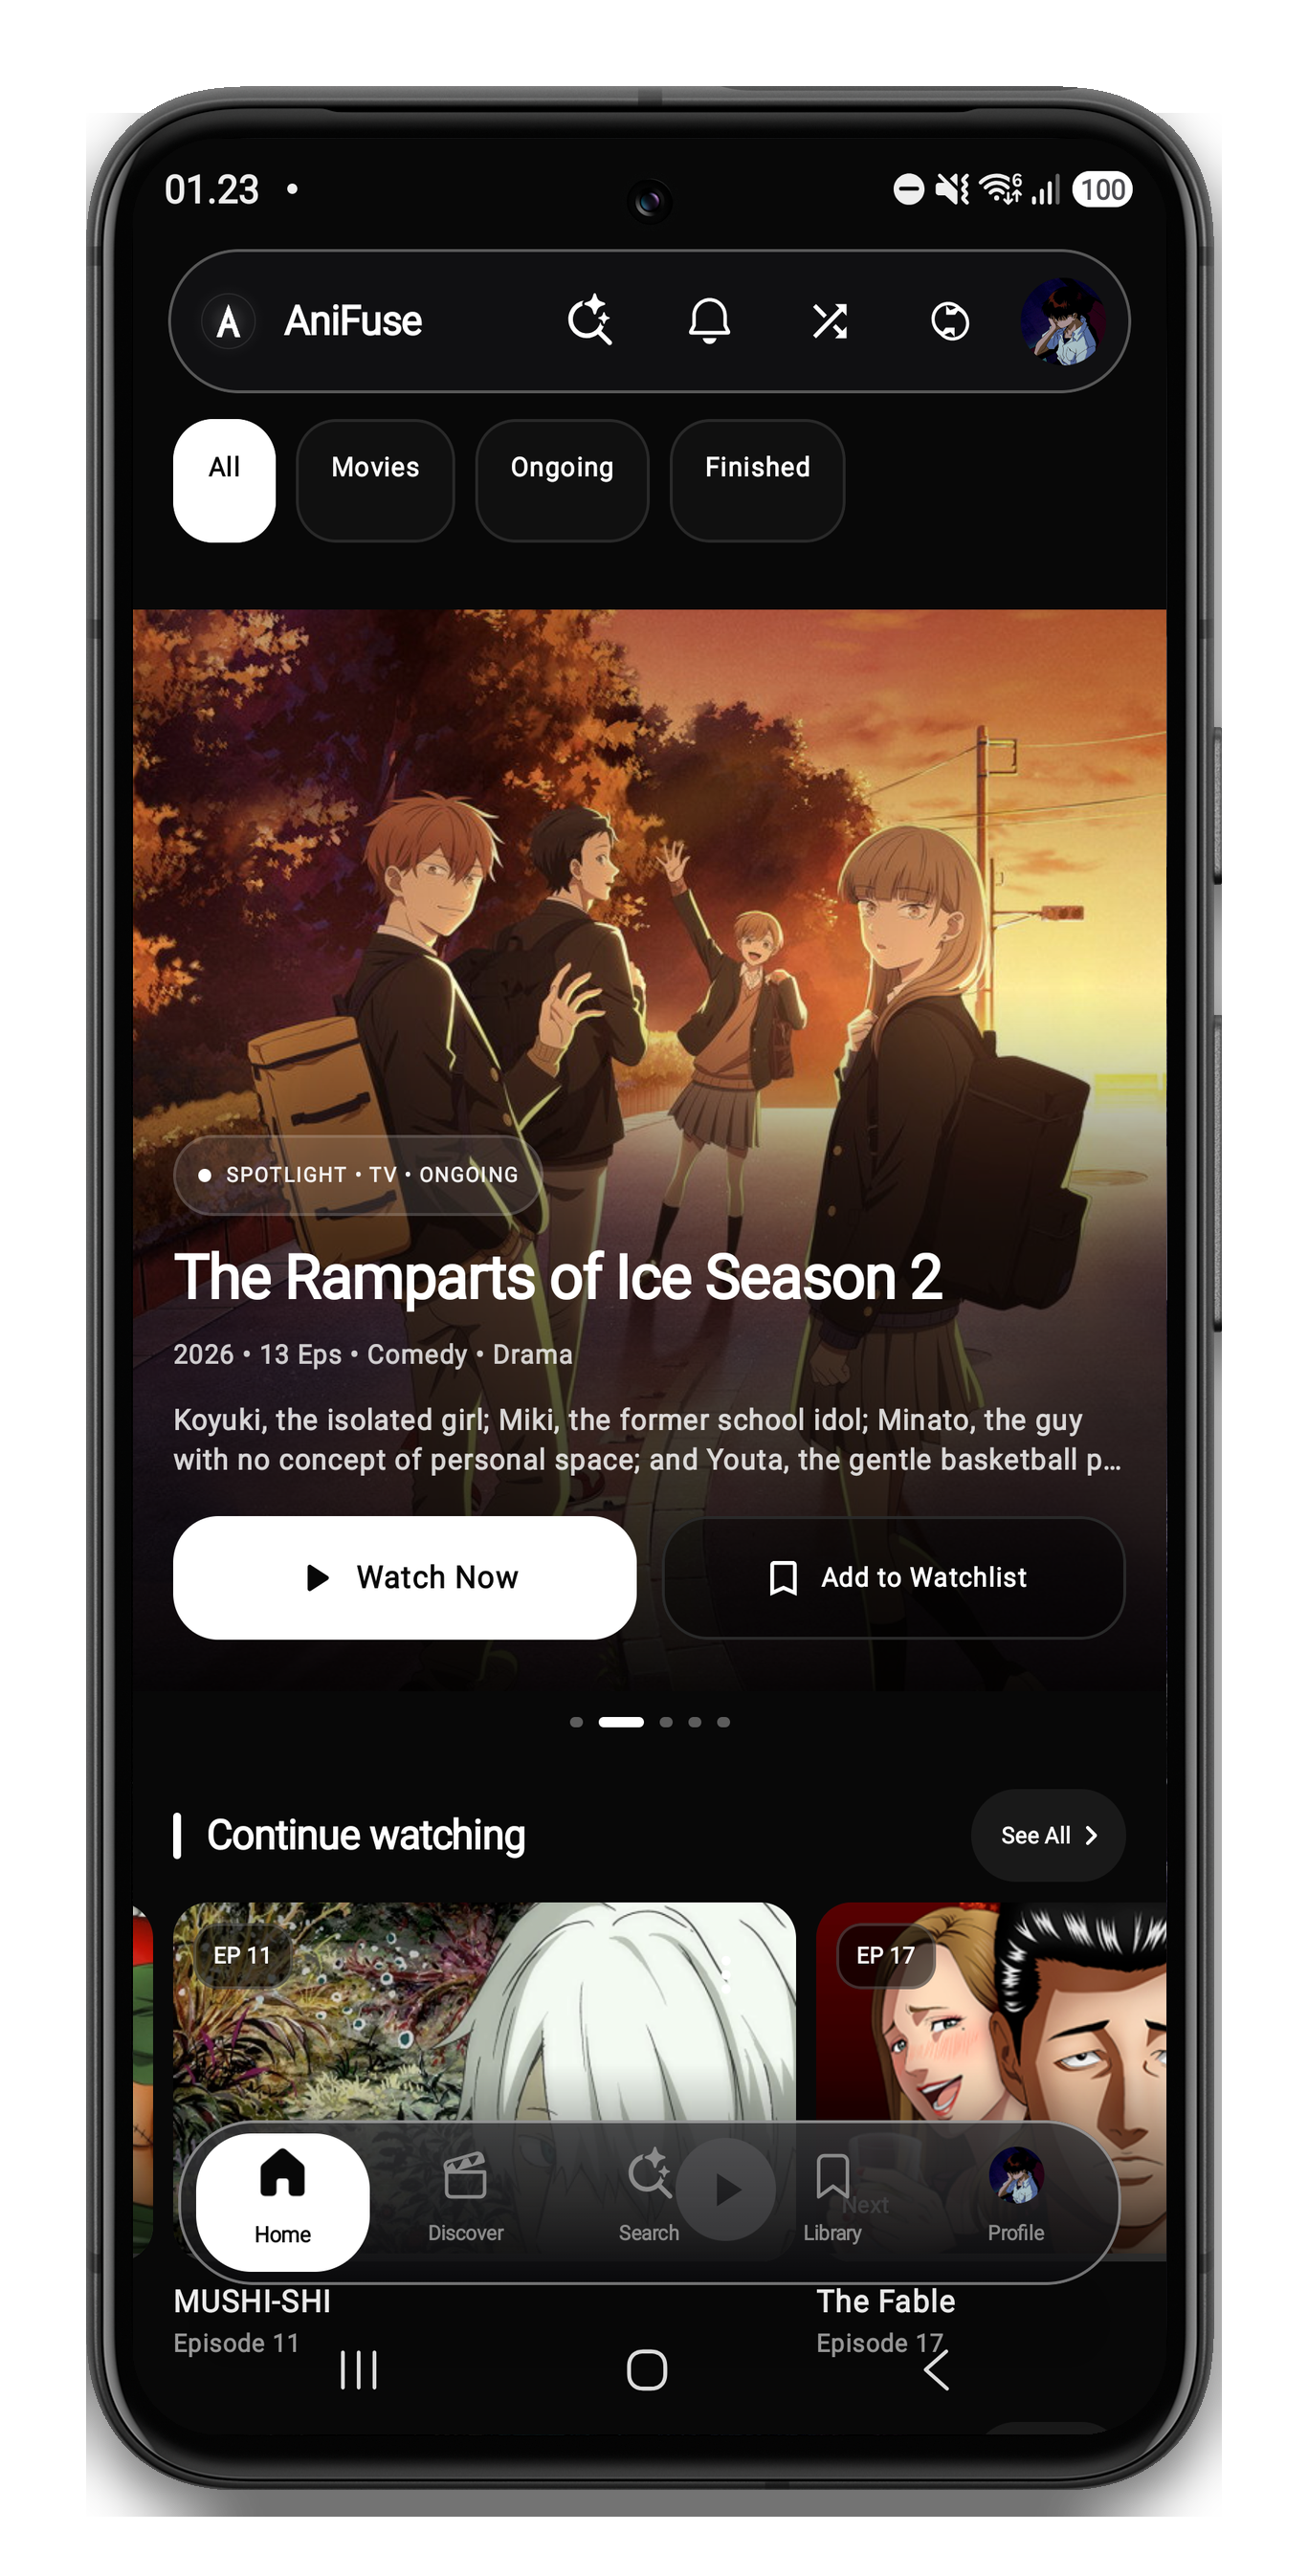 01.23
6
100
A
AniFuse
All
Movies
Ongoing
Finished
SPOTLIGHT • TV • ONGOING
The Ramparts of Ice Season 2
2026 • 13 Eps • Comedy • Drama
Koyuki, the isolated girl; Miki, the former school idol; Minato, the guy
with no concept of personal space; and Youta, the gentle basketball p...
Watch Now
Add to Watchlist
Continue watching
See All
EP 11
EP 17
Next
Home
Discover
Search
Library
Profile
MUSHI-SHI
The Fable
Episode 11
Episode 17